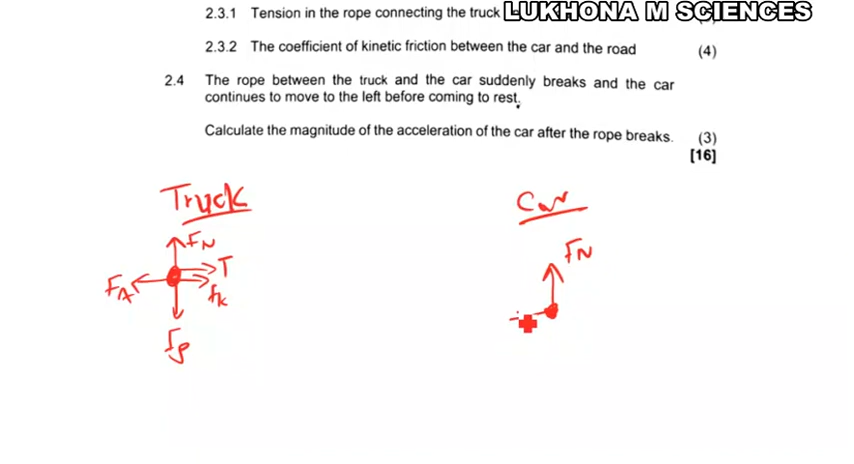 2.3.1 Tension in the rope connecting the truck
LUKHONA M SCIENCES
2.3.2 The coefficient of kinetic friction between the car and the road (4)
2.4 The rope between the truck and the car suddenly breaks and the car
continues to move to the left before coming to rest.
Calculate the magnitude of the acceleration of the car after the rope breaks. (3)
[16]
Truck
Car
FN
FN
T
FA
fk
Fg